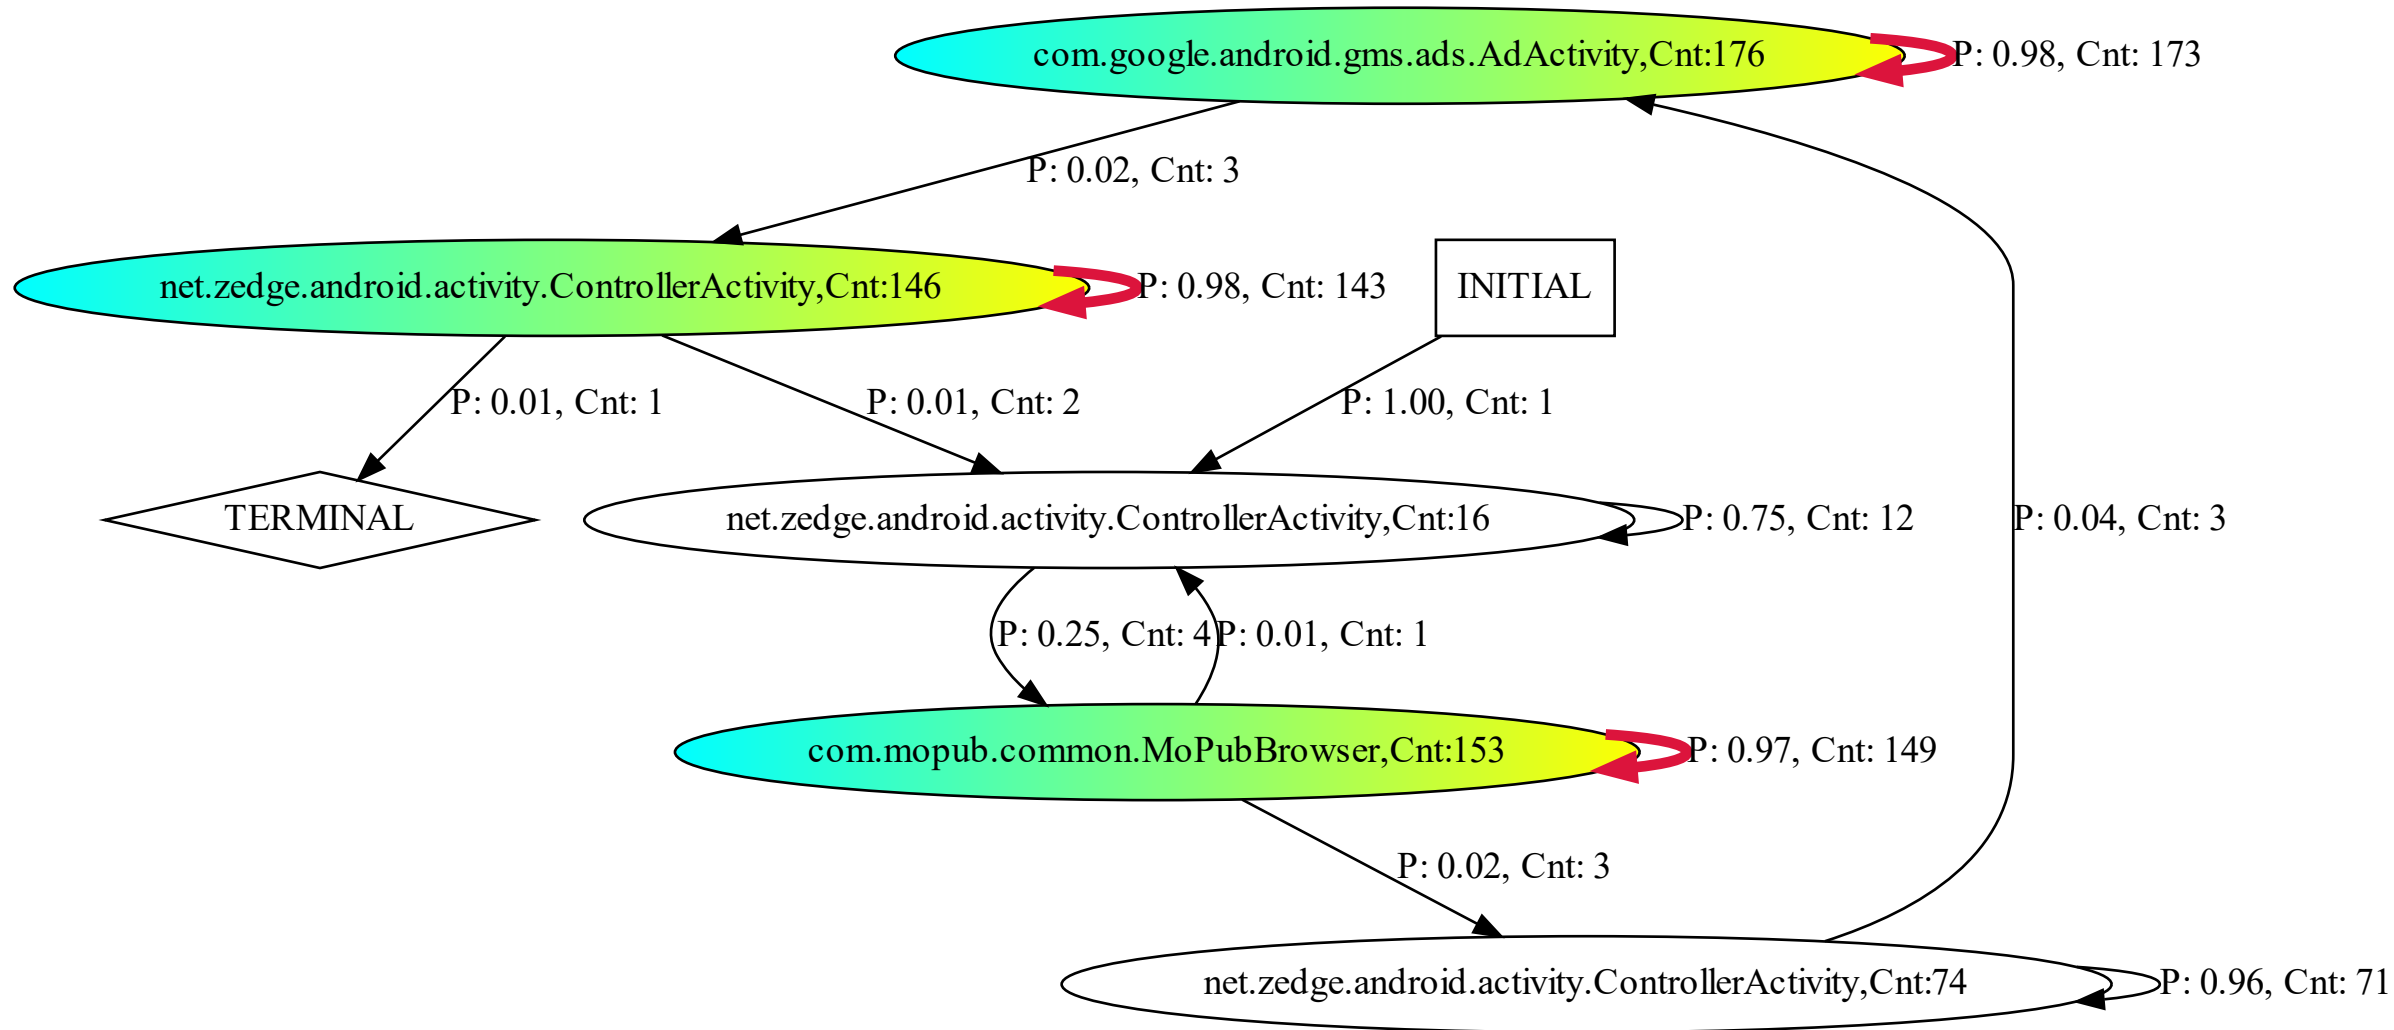 com.google.android.gms.ads.AdActivity,Cnt:176
P: 0.98, Cnt: 173
P: 0.02, Cnt: 3
net.zedge.android.activity.ControllerActivity,Cnt:146
P: 0.98, Cnt: 143
INITIAL
P: 0.01, Cnt: 1
P: 0.01, Cnt: 2
P: 1.00, Cnt: 1
TERMINAL
net.zedge.android.activity.ControllerActivity,Cnt:16
P: 0.75, Cnt: 12
P: 0.04, Cnt: 3
P: 0.25, Cnt: 4
P: 0.01, Cnt: 1
com.mopub.common.MoPubBrowser,Cnt:153
P: 0.97, Cnt: 149
P: 0.02, Cnt: 3
net.zedge.android.activity.ControllerActivity,Cnt:74
P: 0.96, Cnt: 71